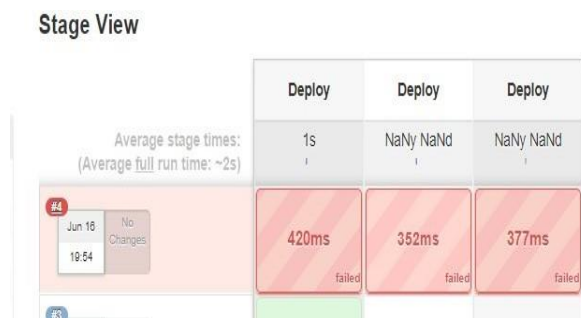 Stage View
Deploy Deploy Deploy
Average stage times: 1s NaNy NaNd NaNy NaNd
(Average full run time: ~2s)
#4
Jun 16 No
Changes
19:54
420ms 352ms 377ms
failed failed failed
#3